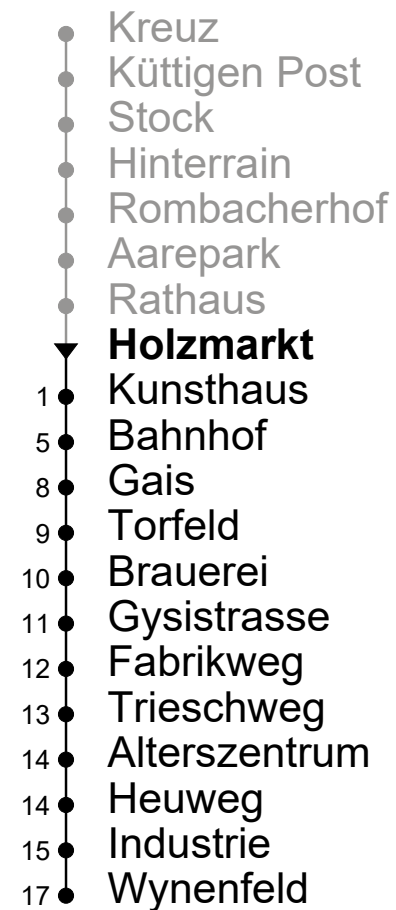 Kreuz
Küttigen Post
Stock
Hinterrain
Rombacherhof
Aarepark
Rathaus
Holzmarkt
1 Kunsthaus
5 Bahnhof
8 Gais
9 Torfeld
10 Brauerei
11 Gysistrasse
12 Fabrikweg
13 Trieschweg
14 Alterszentrum
14 Heuweg
15 Industrie
17 Wynenfeld